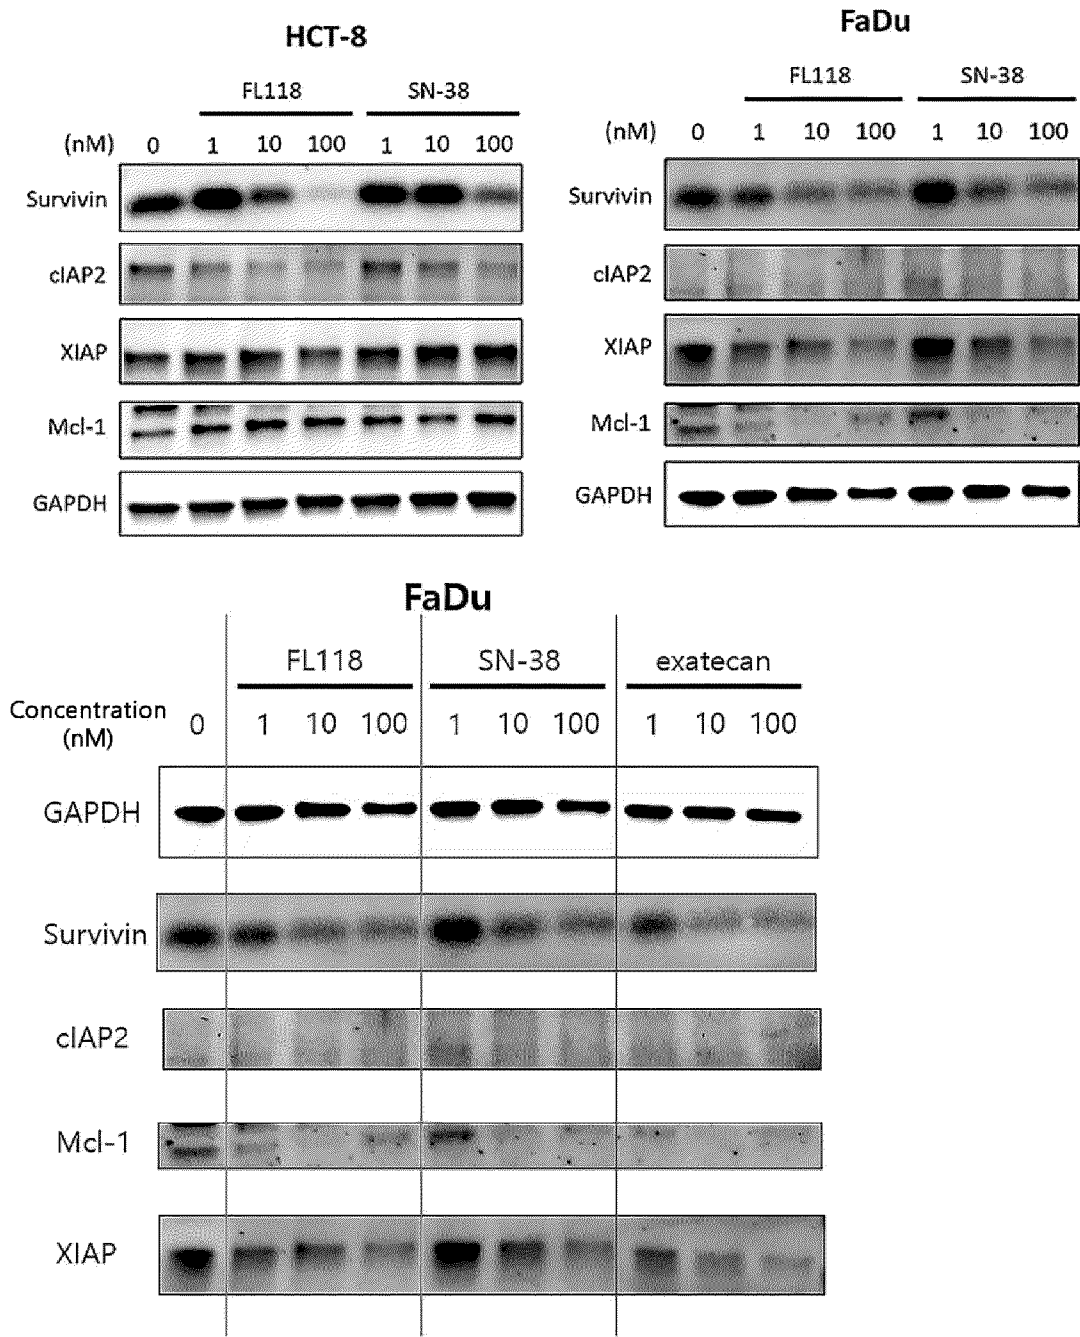 HCT-8
FL118 SN-38
(nM) 0 1 10 100 1 10 100
Survivin
cIAP2
XIAP
Mcl-1
GAPDH
FaDu
FL118 SN-38
(nM) 0 1 10 100 1 10 100
Survivin
cIAP2
XIAP
Mcl-1
GAPDH
FaDu
FL118 SN-38 exatecan
Concentration
(nM) 0 1 10 100 1 10 100 1 10 100
GAPDH
Survivin
cIAP2
Mcl-1
XIAP